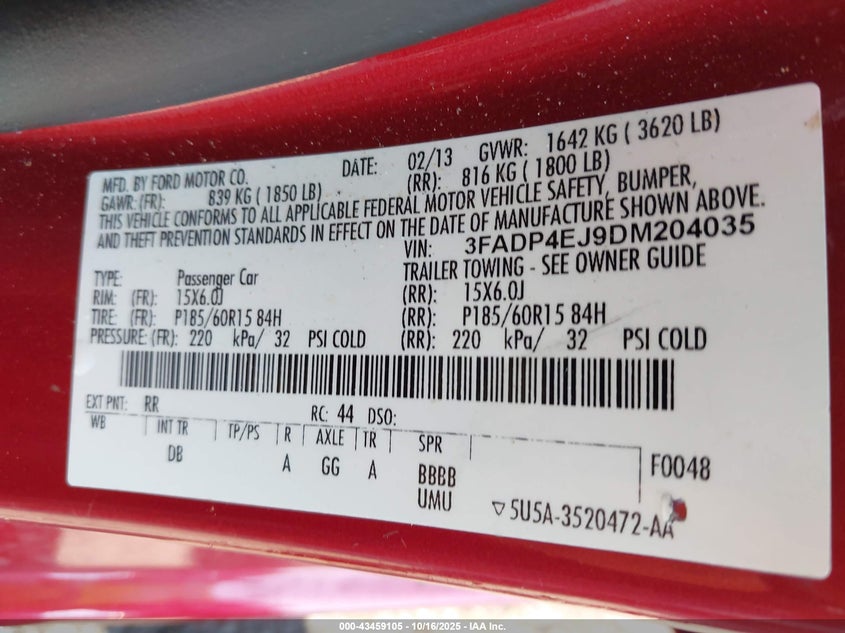 MFD. BY FORD MOTOR CO. DATE: 02/13 GVWR: 1642 KG ( 3620 LB)
GAWR: (FR): 839 KG ( 1850 LB) (RR): 816 KG ( 1800 LB)
THIS VEHICLE CONFORMS TO ALL APPLICABLE FEDERAL MOTOR VEHICLE SAFETY, BUMPER,
AND THEFT PREVENTION STANDARDS IN EFFECT ON THE DATE OF MANUFACTURE SHOWN ABOVE.
VIN: 3FADP4EJ9DM204035
TYPE: Passenger Car TRAILER TOWING - SEE OWNER GUIDE
RIM: (FR): 15X6.0J (RR): 15X6.0J
TIRE: (FR): P185/60R15 84H (RR): P185/60R15 84H
PRESSURE: (FR): 220 kPa/ 32 PSI COLD (RR): 220 kPa/ 32 PSI COLD
EXT PNT: RR RC: 44 DSO:
WB INT TR TP/PS R AXLE TR SPR
DB A GG A BBBB F0048
UMU ▽5U5A-3520472-AA
000-43459105 - 10/16/2025 - IAA Inc.